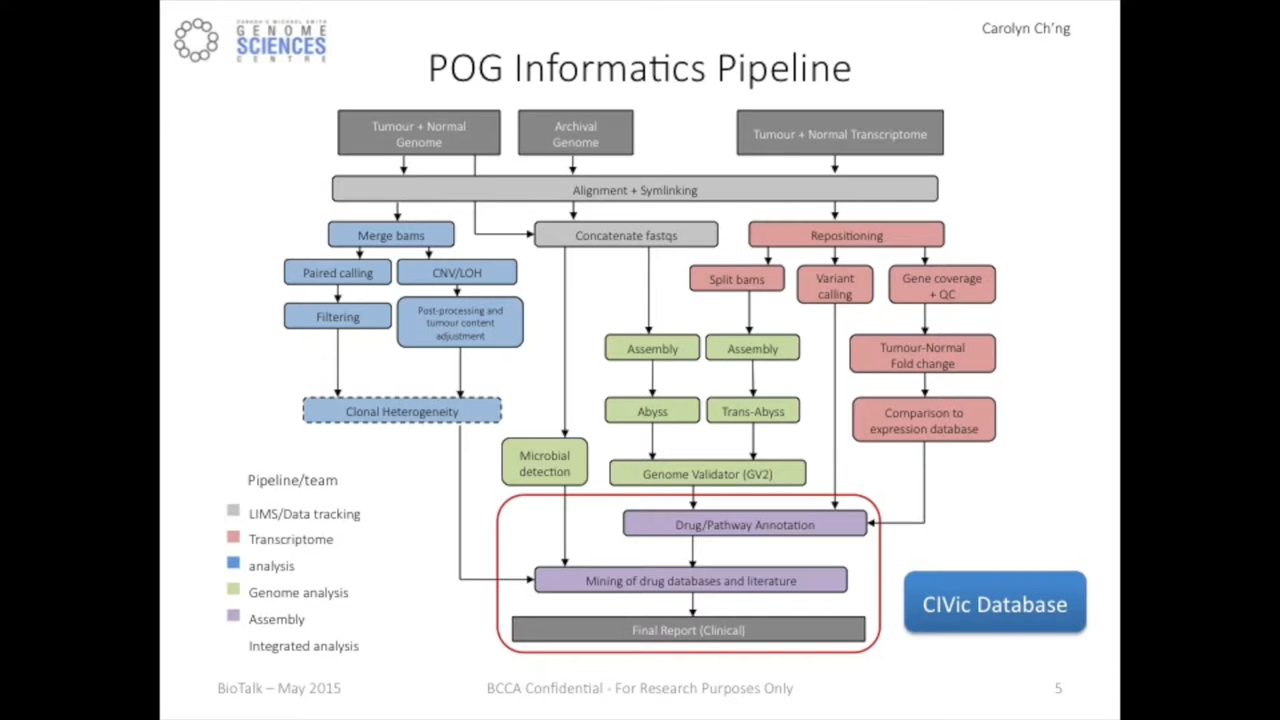 CANADA'S MICHAEL SMITH
GENOME
SCIENCES
CENTRE
Carolyn Ch'ng
POG Informatics Pipeline
Tumour + Normal
Genome
Archival
Genome
Tumour + Normal Transcriptome
Alignment + Symlinking
Merge bams
Concatenate fastqs
Repositioning
Paired calling
CNV/LOH
Split bams
Variant
calling
Gene coverage
+ QC
Filtering
Post-processing and
tumour content
adjustment
Assembly
Assembly
Tumour-Normal
Fold change
Clonal Heterogeneity
Abyss
Trans-Abyss
Comparison to
expression database
Microbial
detection
Genome Validator (GV2)
Pipeline/team
LIMS/Data tracking
Transcriptome
analysis
Genome analysis
Assembly
Integrated analysis
Drug/Pathway Annotation
Mining of drug databases and literature
Final Report (Clinical)
CIVic Database
BioTalk – May 2015
BCCA Confidential - For Research Purposes Only
5